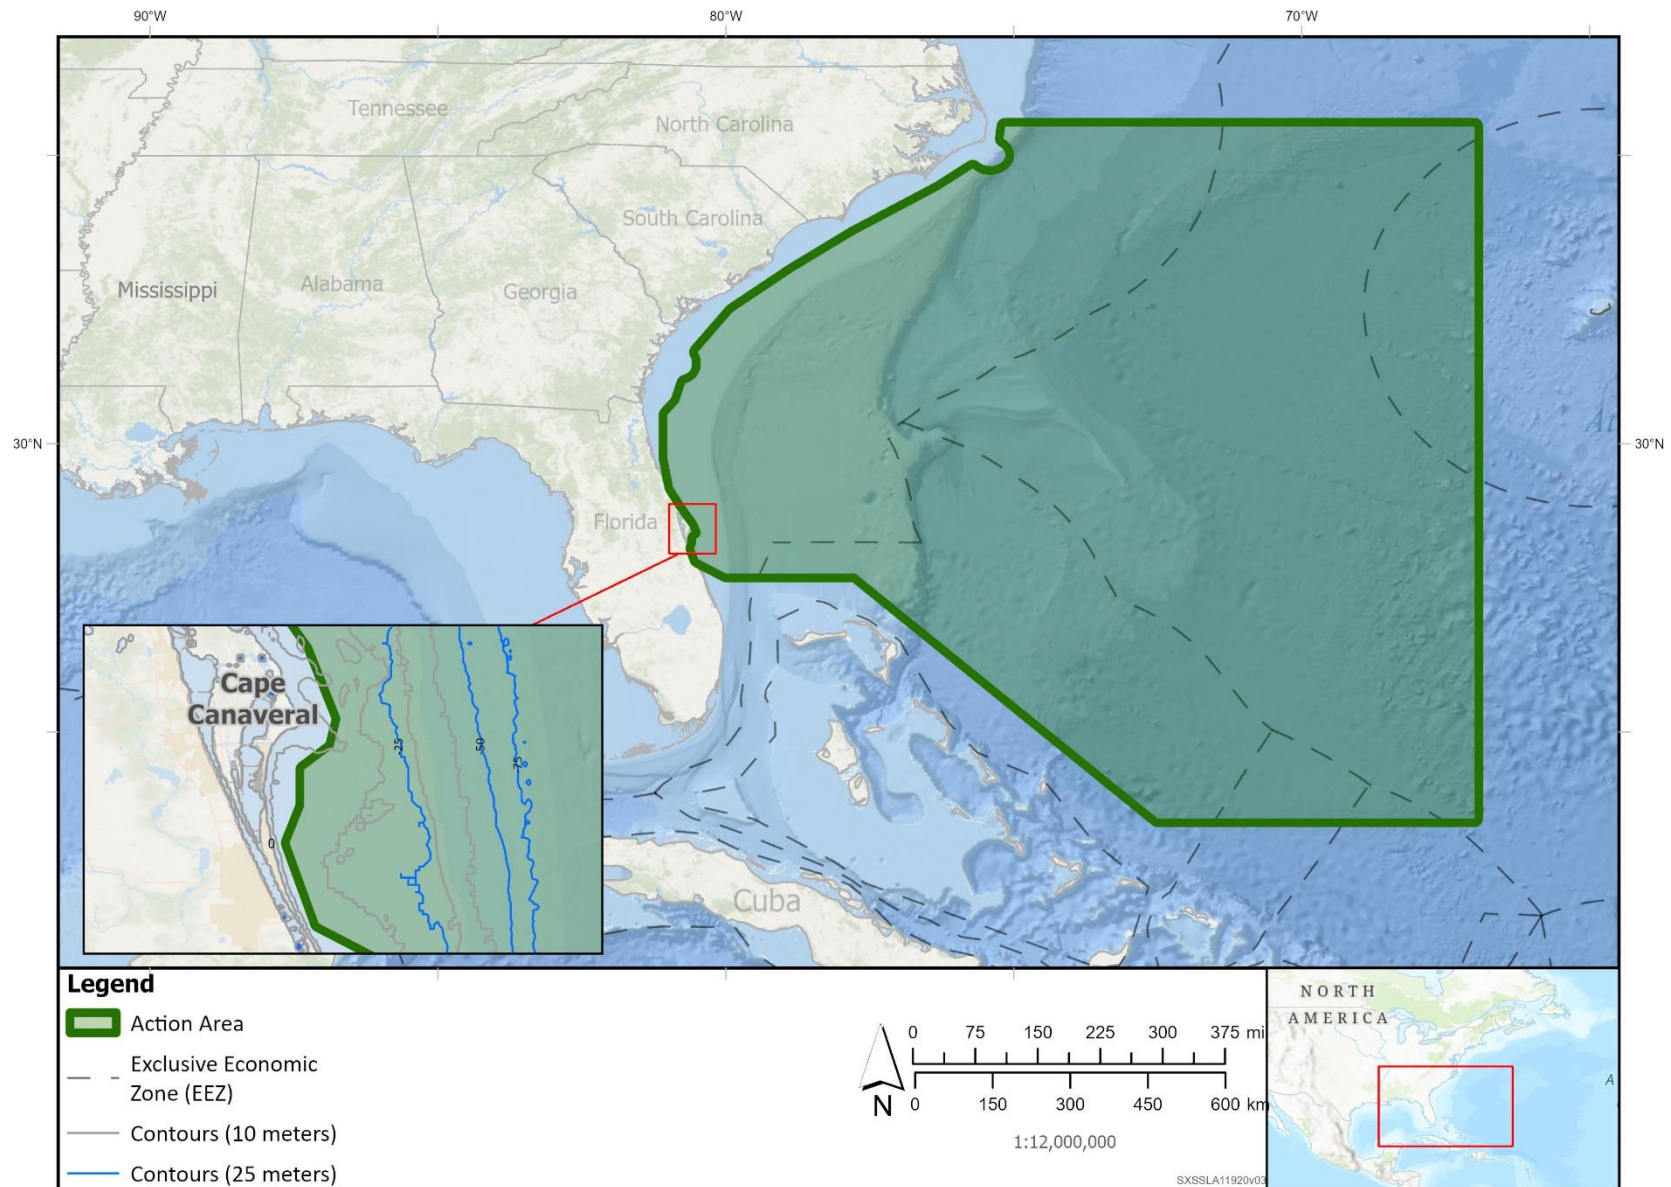 90°W 80°W 70°W
Tennessee
North Carolina
South Carolina
Mississippi
Alabama
Georgia
30°N
30°N
At
Florida
Cape
Canaveral
-25
-50
-75
0
Cuba
Legend
Action Area
Exclusive Economic
Zone (EEZ)
Contours (10 meters)
Contours (25 meters)
N
0 75 150 225 300 375 mi
0 150 300 450 600 km
1:12,000,000
SXSSLA11920v03
NORTH
AMERICA
A